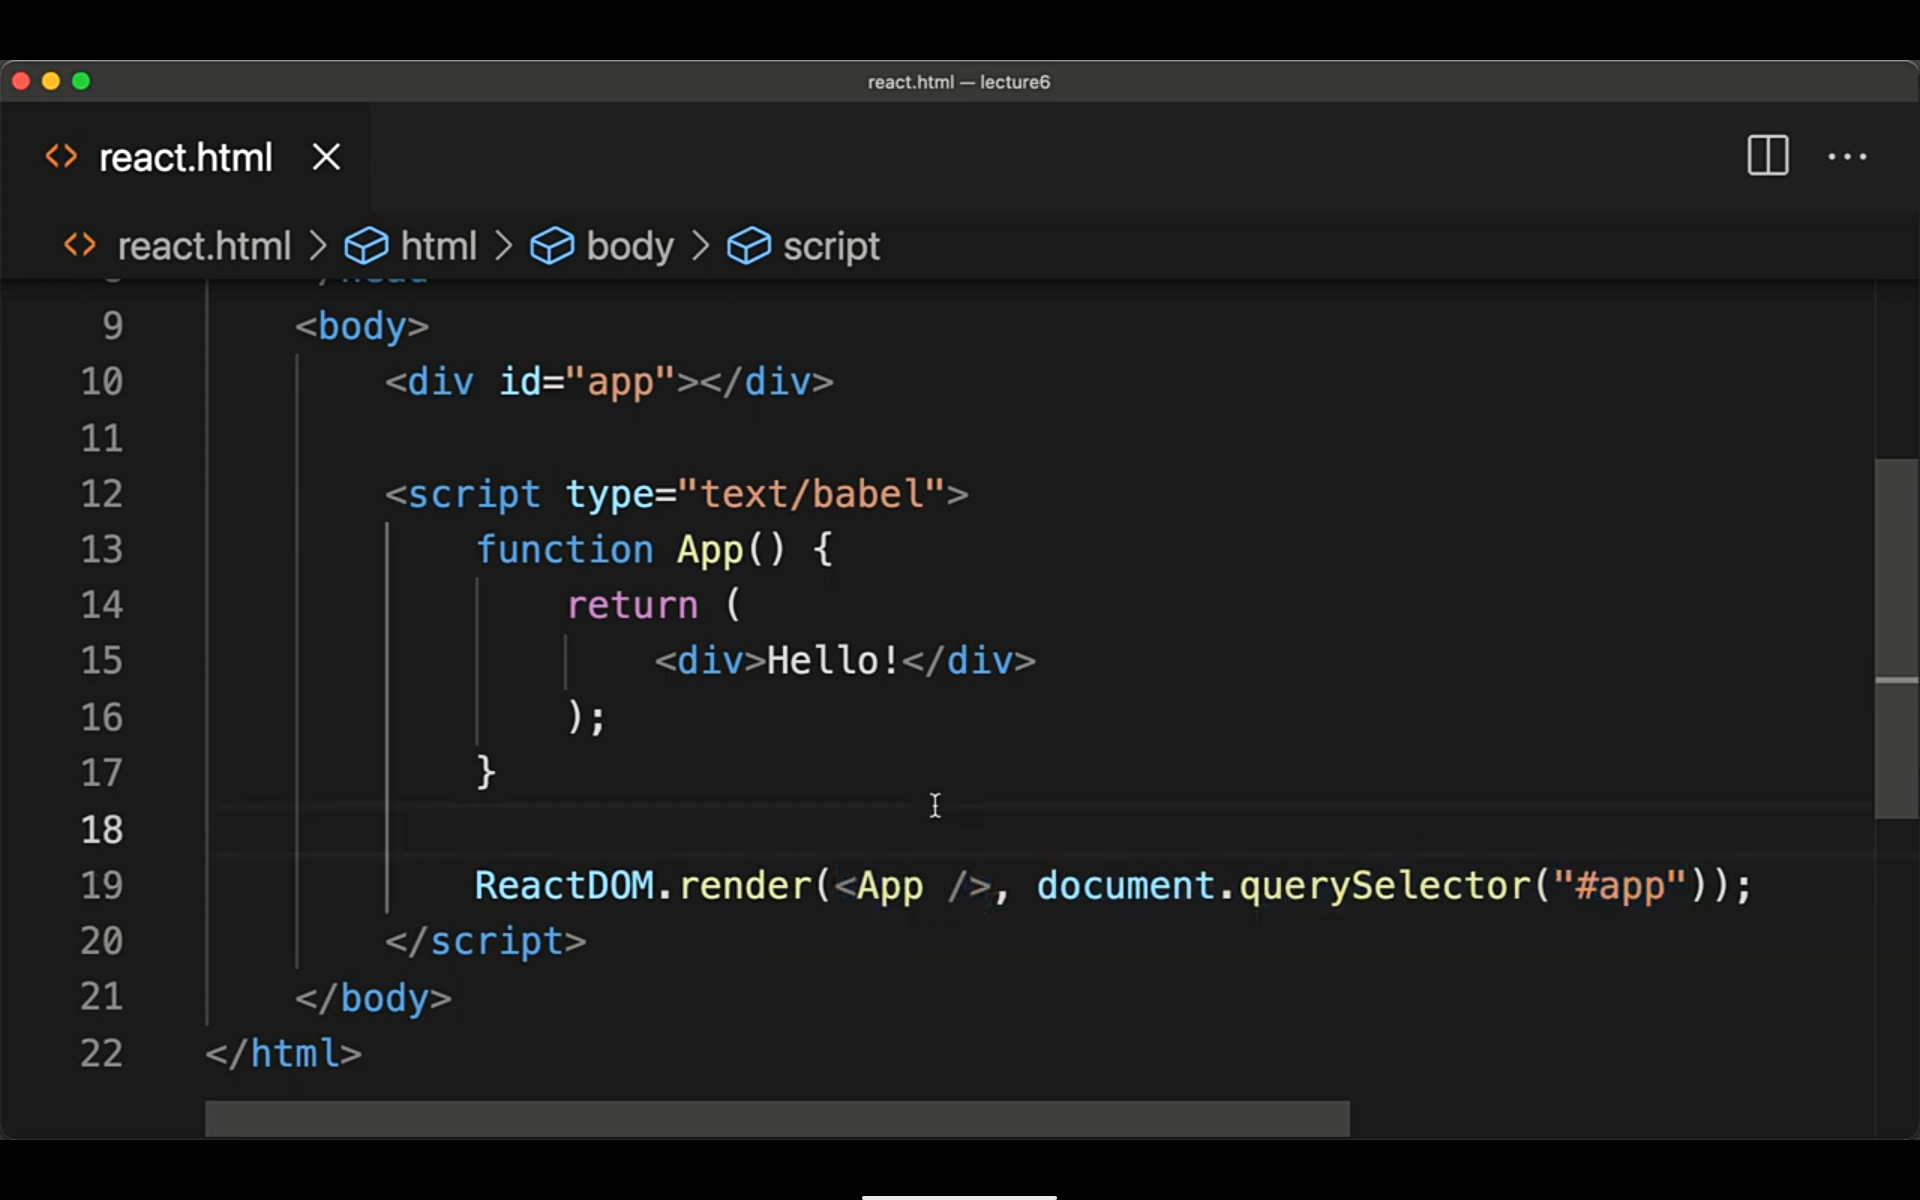 react.html — lecture6
react.html
react.html > html > body > script
9 <body>
10 <div id="app"></div>
11
12 <script type="text/babel">
13 function App() {
14 return (
15 <div>Hello!</div>
16 );
17 }
18
19 ReactDOM.render(<App />, document.querySelector("#app"));
20 </script>
21 </body>
22 </html>